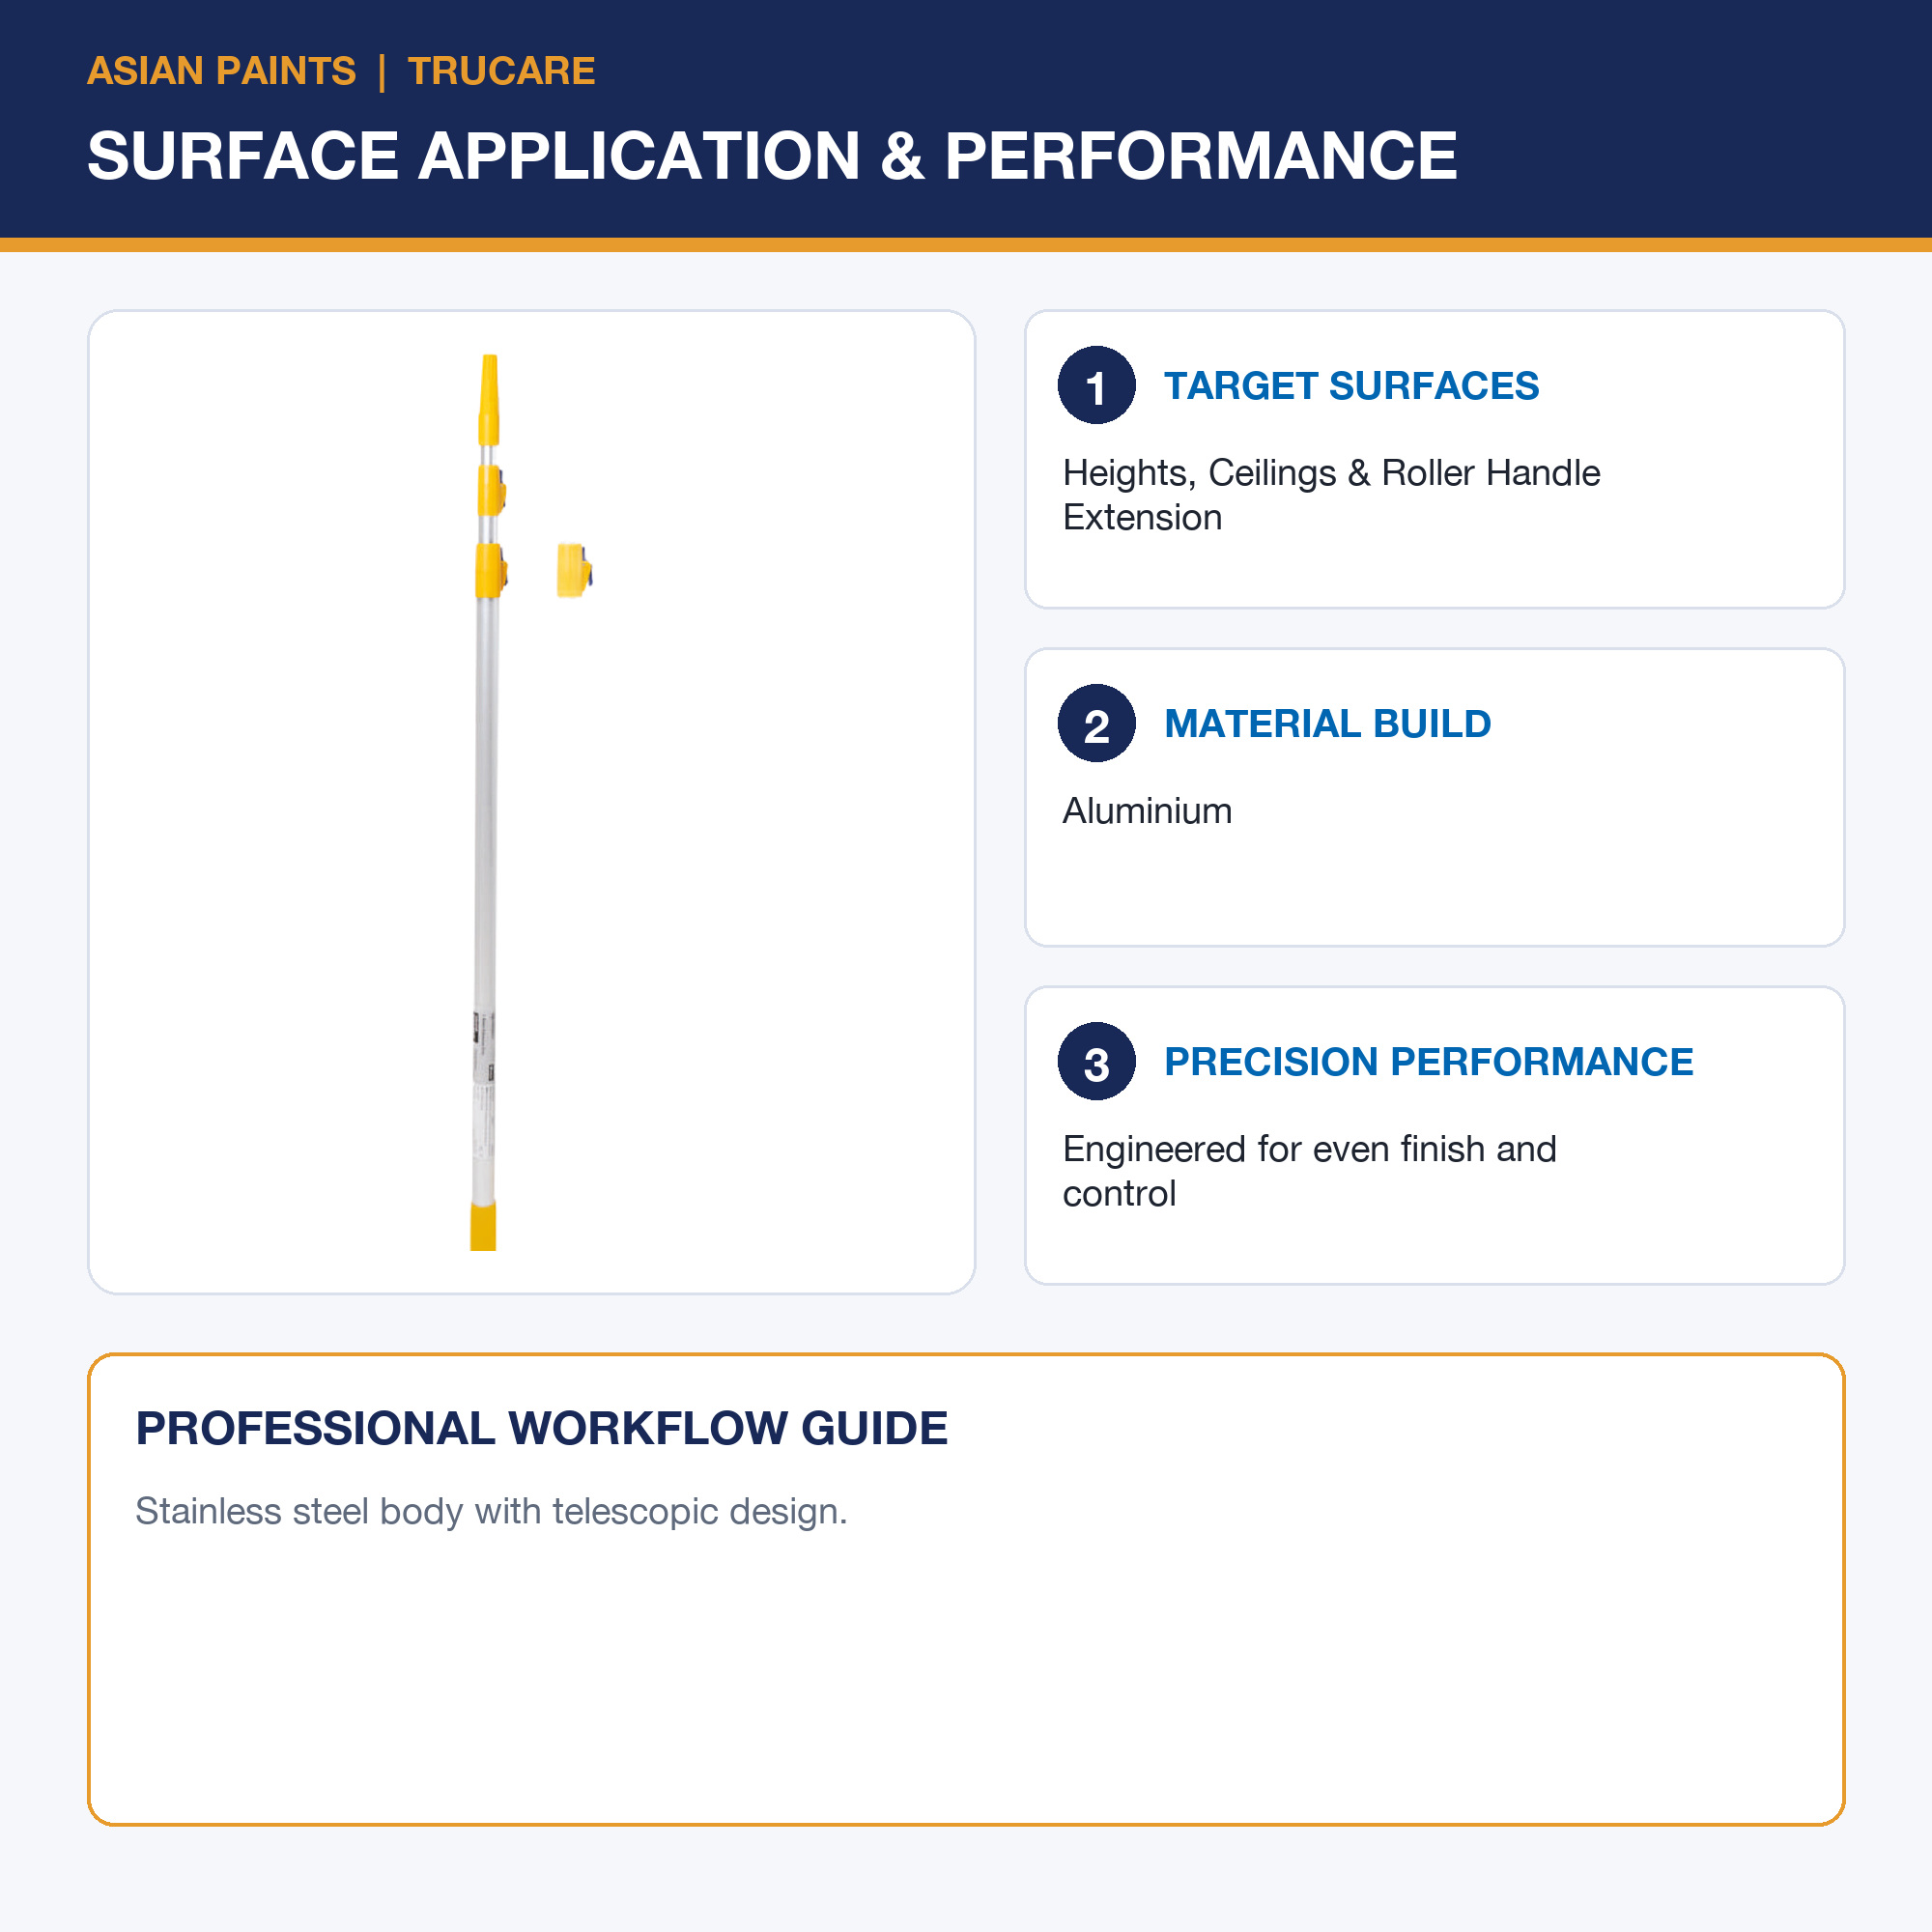 ASIAN PAINTS | TRUCARE
SURFACE APPLICATION & PERFORMANCE
1 TARGET SURFACES
Heights, Ceilings & Roller Handle
Extension
2 MATERIAL BUILD
Aluminium
3 PRECISION PERFORMANCE
Engineered for even finish and
control
PROFESSIONAL WORKFLOW GUIDE
Stainless steel body with telescopic design.